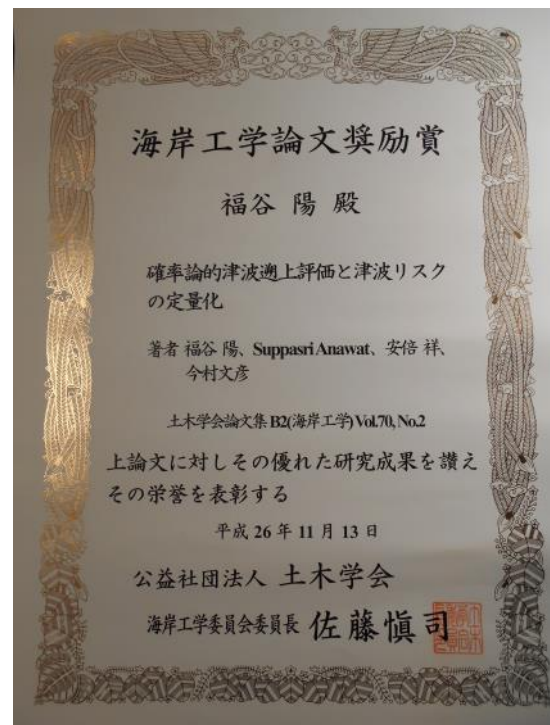 海岸工学論文奨励賞
福谷 陽 殿
確率論的津波遡上評価と津波リスク
の定量化
著者 福谷 陽、Suppasri Anawat、安倍 祥、
今村文彦
土木学会論文集 B2(海岸工学) Vol.70, No.2
上論文に対しその優れた研究成果を讃え
その栄誉を表彰する
平成 26 年 11 月 13 日
公益社団法人 土木学会
海岸工学委員会委員長 佐藤愼司